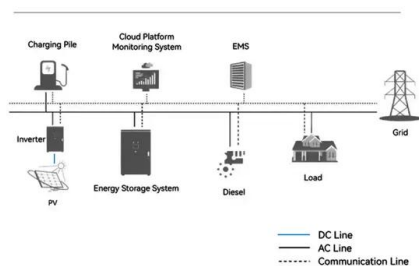 Charging Pile
Cloud Platform
Monitoring System
EMS
Grid
Inverter
PV
Energy Storage System
Diesel
Load
DC Line
AC Line
Communication Line